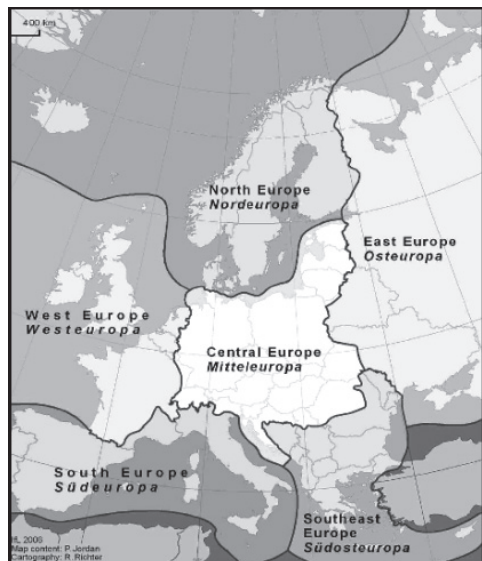 400 km
North Europe
Nordeuropa
East Europe
Osteuropa
West Europe
Westeuropa
Central Europe
Mitteleuropa
South Europe
Südeuropa
Southeast
Europe
Südosteuropa
2006
Map content: P. Jordan
Cartography: R. Richter